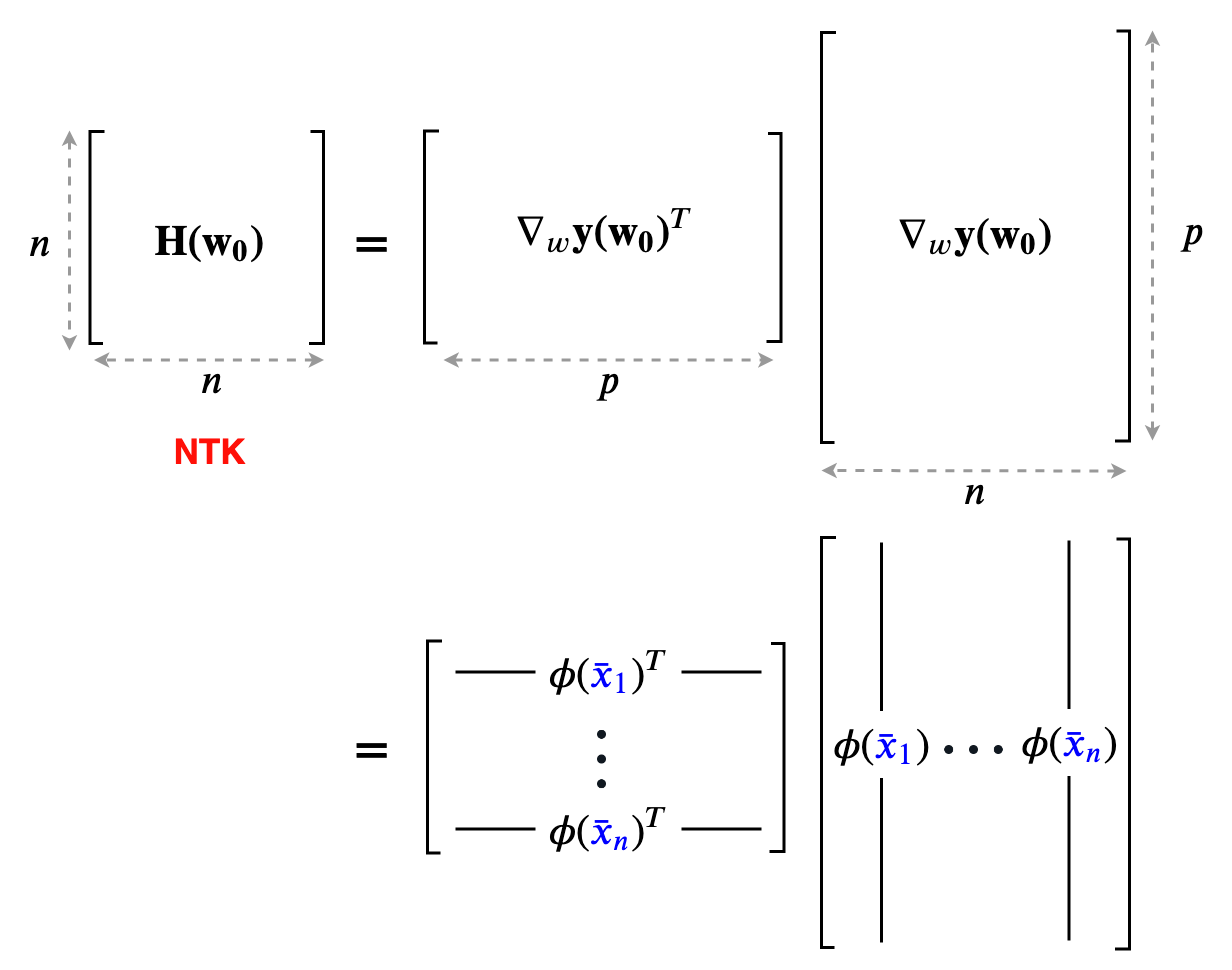 n
H(w₀) = ∇_w y(w₀)ᵀ ∇_w y(w₀)
p
n
p
NTK
n
= ϕ(x̄₁)ᵀ
⋮
ϕ(x̄ₙ)ᵀ
ϕ(x̄₁) ⋯ ϕ(x̄ₙ)